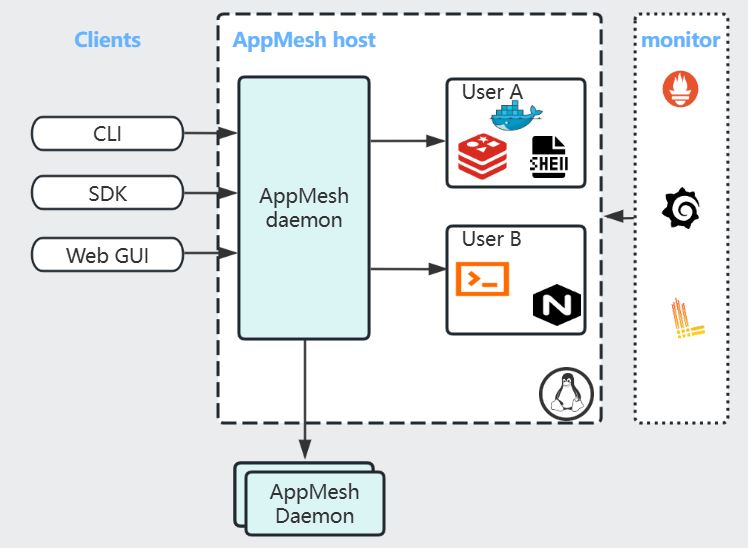 Clients
AppMesh host
monitor
CLI
SDK
Web GUI
AppMesh
daemon
User A
SHEll
User B
>_
N
AppMesh
Daemon